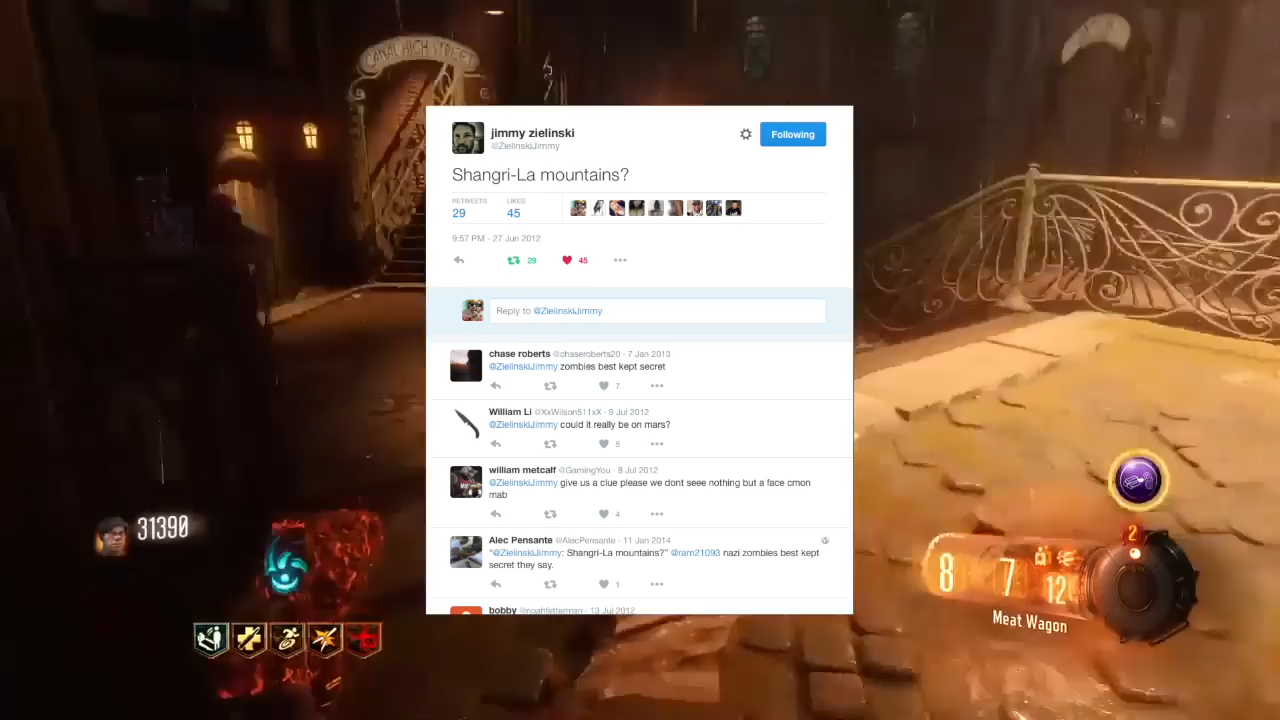 CANAL HIGH STREET
jimmy zielinski
@ZielinskiJimmy
Following
Shangri-La mountains?
RETWEETS LIKES
29 45
9:57 PM - 27 Jun 2012
29 45
Reply to @ZielinskiJimmy
chase roberts @chaseroberts20 · 7 Jan 2013
@ZielinskiJimmy zombies best kept secret
7
William Li @XxWilson511xX · 9 Jul 2012
@ZielinskiJimmy could it really be on mars?
5
william metcalf @GamingYou · 8 Jul 2012
@ZielinskiJimmy give us a clue please we dont seee nothing but a face cmon
mab
4
Alec Pensante @AlecPensante · 11 Jan 2014
"@ZielinskiJimmy: Shangri-La mountains?" @ram21093 nazi zombies best kept
secret they say.
1
bobby @noahfetterman · 13 Jul 2012
31390
2
8 7 12
Meat Wagon